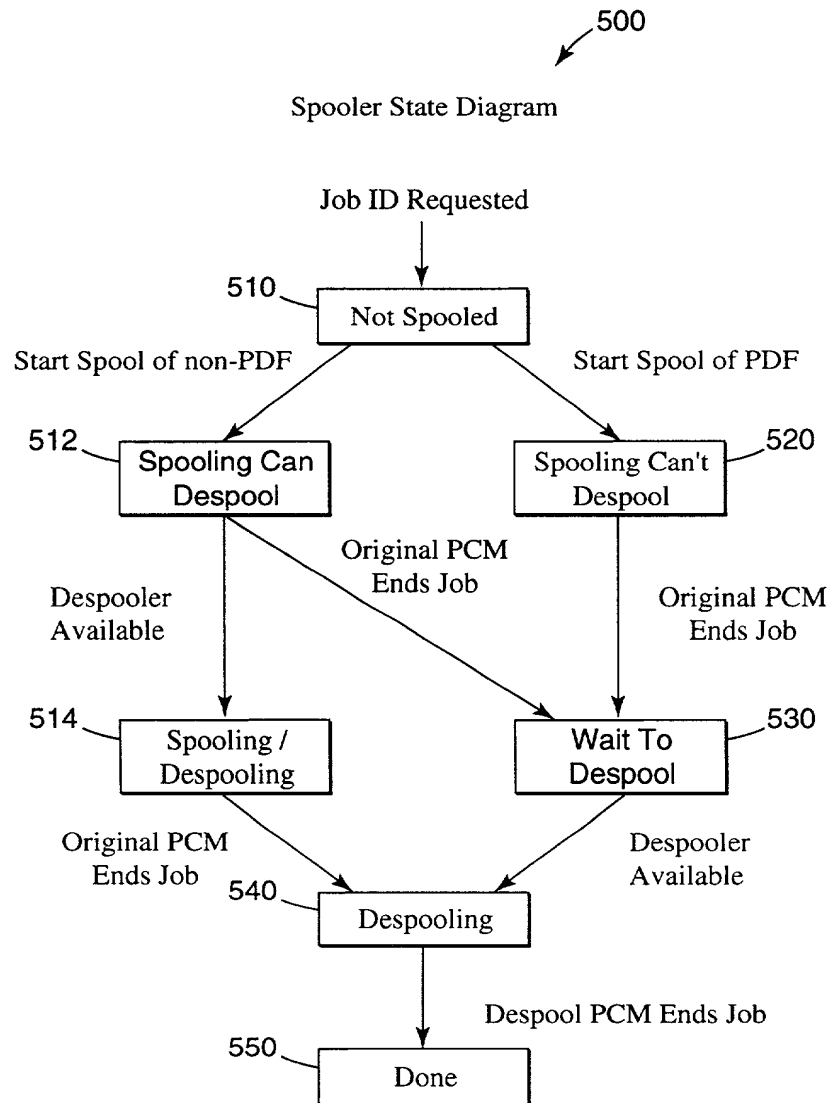 500
Spooler State Diagram
Job ID Requested
510
Not Spooled
Start Spool of non-PDF
Start Spool of PDF
512
Spooling Can
Despool
520
Spooling Can't
Despool
Original PCM
Ends Job
Despooler
Available
Original PCM
Ends Job
514
Spooling /
Despooling
530
Wait To
Despool
Original PCM
Ends Job
Despooler
Available
540
Despooling
Despool PCM Ends Job
550
Done